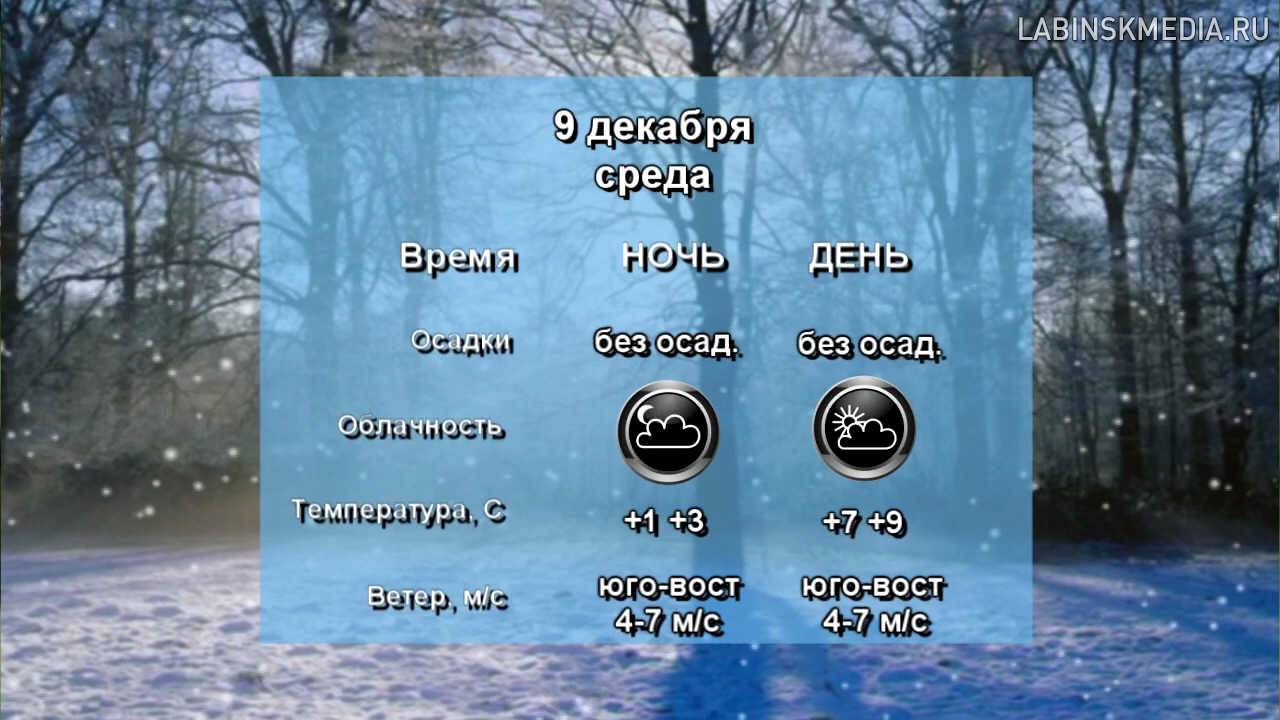 LABINSKMEDIA.RU
9 декабря
среда
Время НОЧЬ ДЕНЬ
Осадки без осад. без осад.
Облачность
Температура, С +1 +3 +7 +9
Ветер, м/с юго-вост юго-вост
4-7 м/с 4-7 м/с